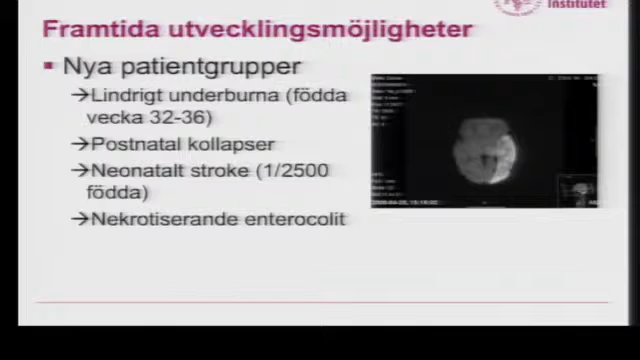 Institutet
Framtida utvecklingsmöjligheter
▪ Nya patientgrupper
→Lindrigt underburna (födda
vecka 32-36)
→Postnatal kollapser
→Neonatalt stroke (1/2500
födda)
→Nekrotiserande enterocolit